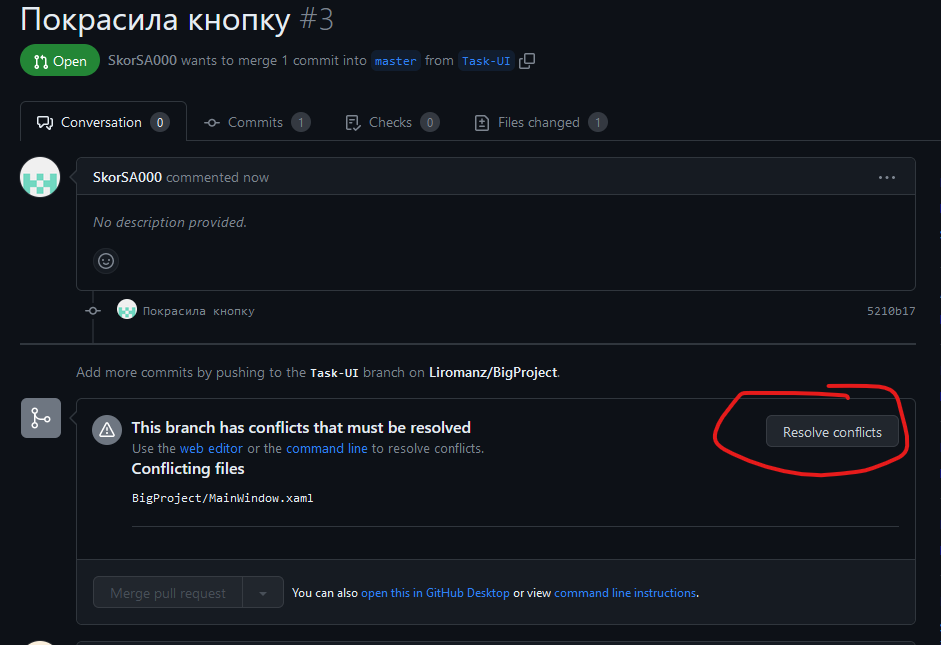 Покрасила кнопку #3
Open SkorSA000 wants to merge 1 commit into master from Task-UI
Conversation 0 Commits 1 Checks 0 Files changed 1
SkorSA000 commented now
No description provided.
Покрасила кнопку 5210b17
Add more commits by pushing to the Task-UI branch on Liromanz/BigProject.
This branch has conflicts that must be resolved
Resolve conflicts
Use the web editor or the command line to resolve conflicts.
Conflicting files
BigProject/MainWindow.xaml
Merge pull request You can also open this in GitHub Desktop or view command line instructions.